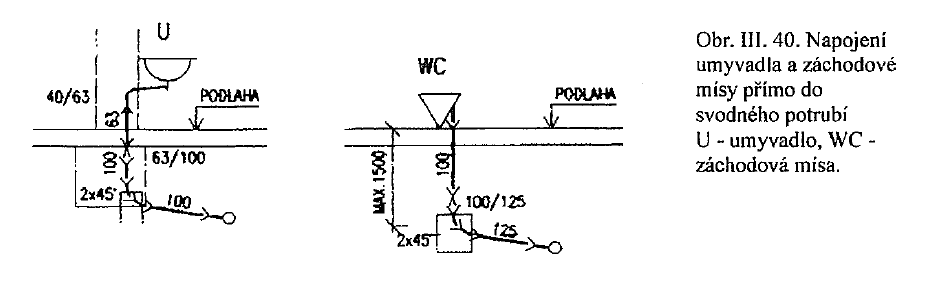 U
40/63
63
PODLAHA
100
63/100
2x45°
100
WC
PODLAHA
MAX.1500
100
100/125
2x45°
125
Obr. III. 40. Napojení
umyvadla a záchodové
mísy přímo do
svodného potrubí
U - umyvadlo, WC -
záchodová mísa.